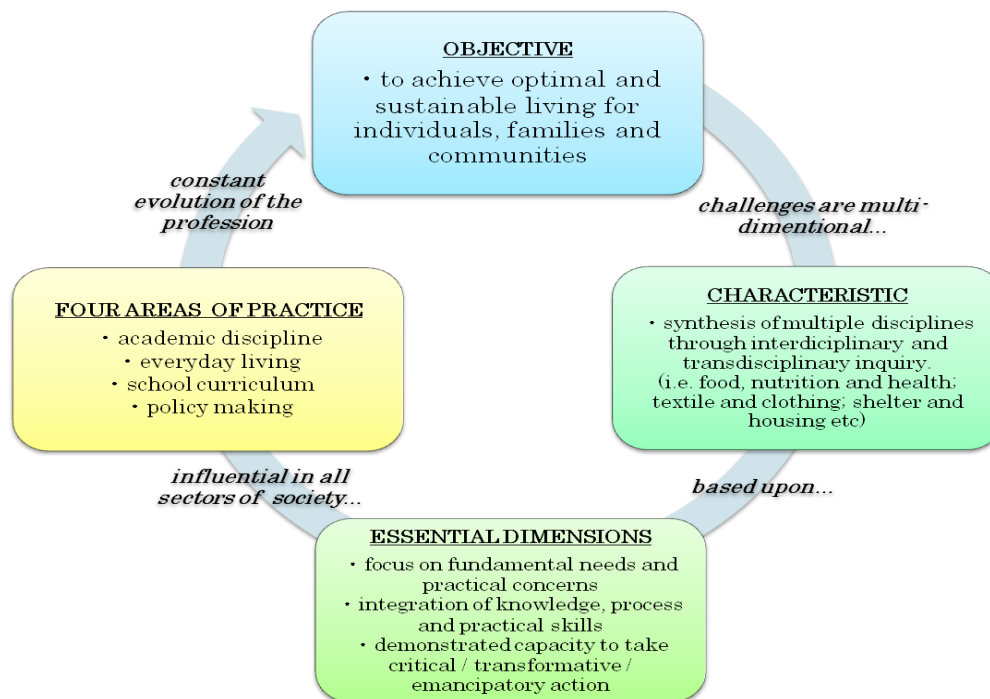 OBJECTIVE
• to achieve optimal and
sustainable living for
individuals, families and
communities
challenges are multi-
dimentional...
CHARACTERISTIC
• synthesis of multiple disciplines
through interdiciplinary and
transdisciplinary inquiry.
(i.e. food, nutrition and health;
textile and clothing; shelter and
housing etc)
based upon...
ESSENTIAL DIMENSIONS
• focus on fundamental needs and
practical concerns
• integration of knowledge, process
and practical skills
• demonstrated capacity to take
critical / transformative /
emancipatory action
influential in all
sectors of society...
FOUR AREAS OF PRACTICE
• academic discipline
• everyday living
• school curriculum
• policy making
constant
evolution of the
profession